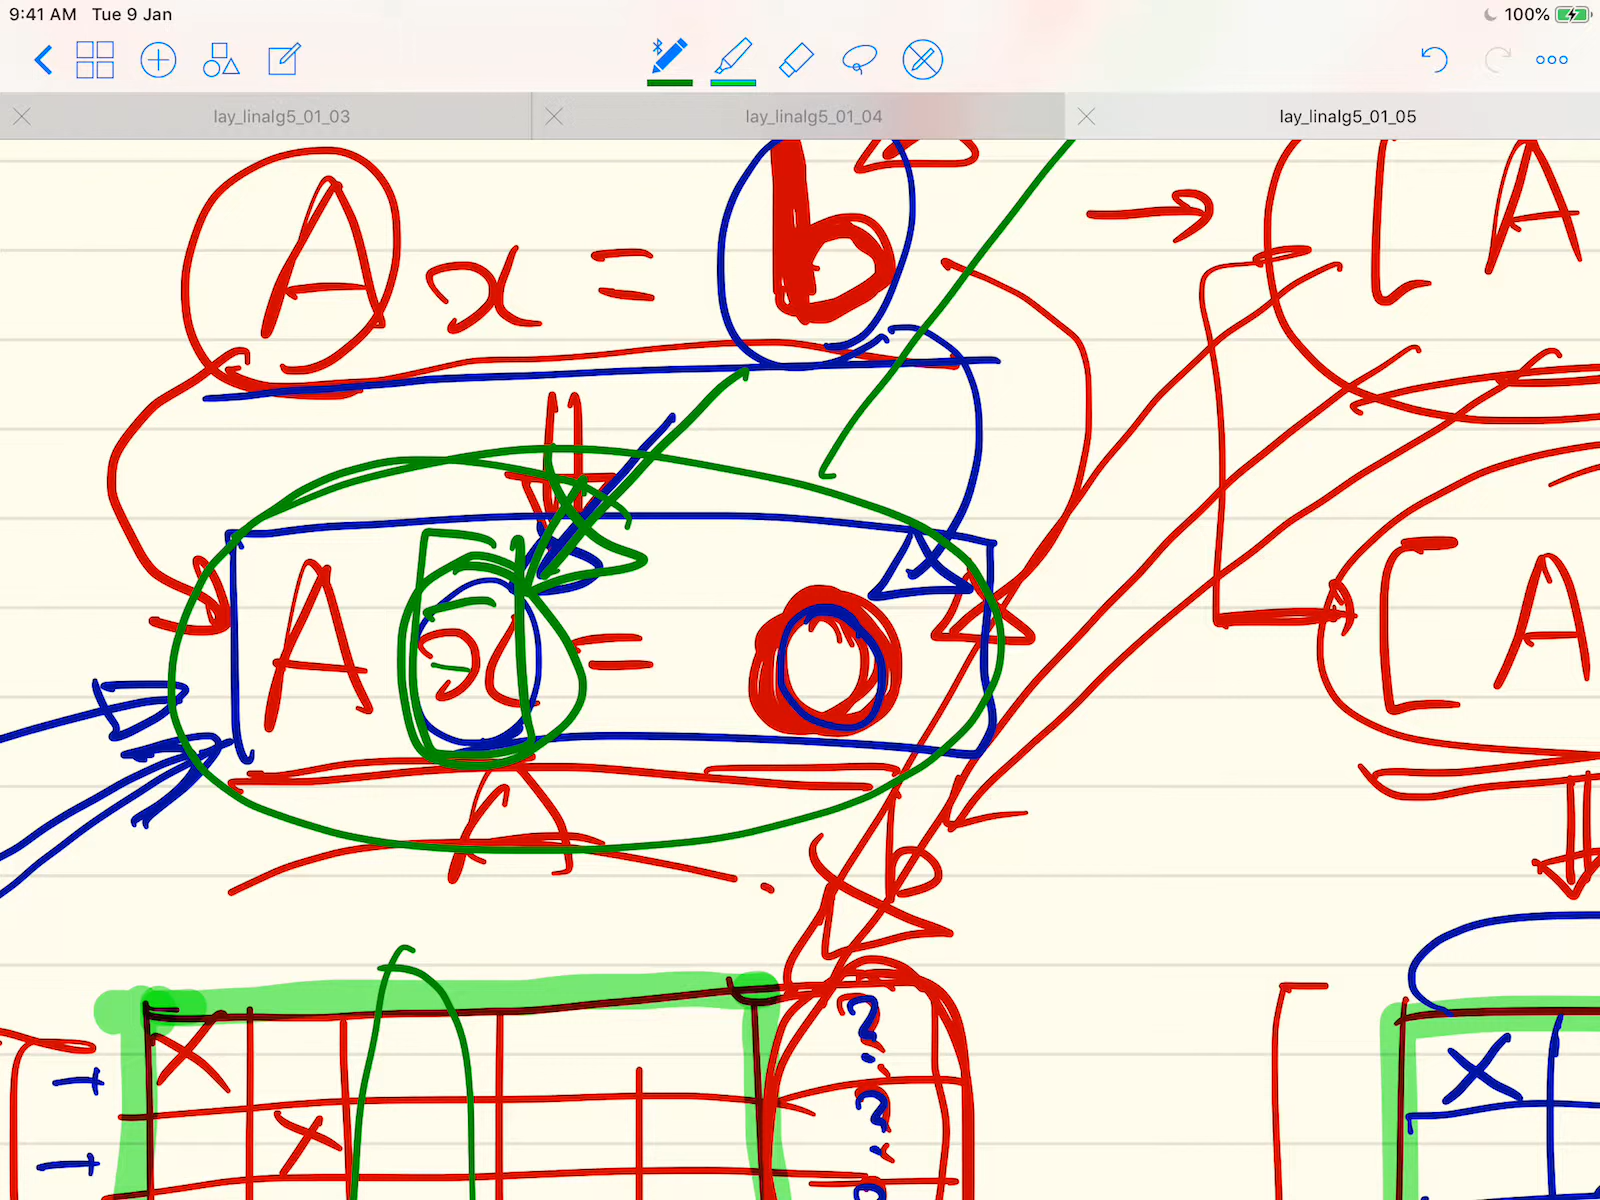 9:41 AM Tue 9 Jan 100%
lay_linalg5_01_03 lay_linalg5_01_04 lay_linalg5_01_05
Ax = b → [ A
Ax = 0 [ A
X ?
X
X ?